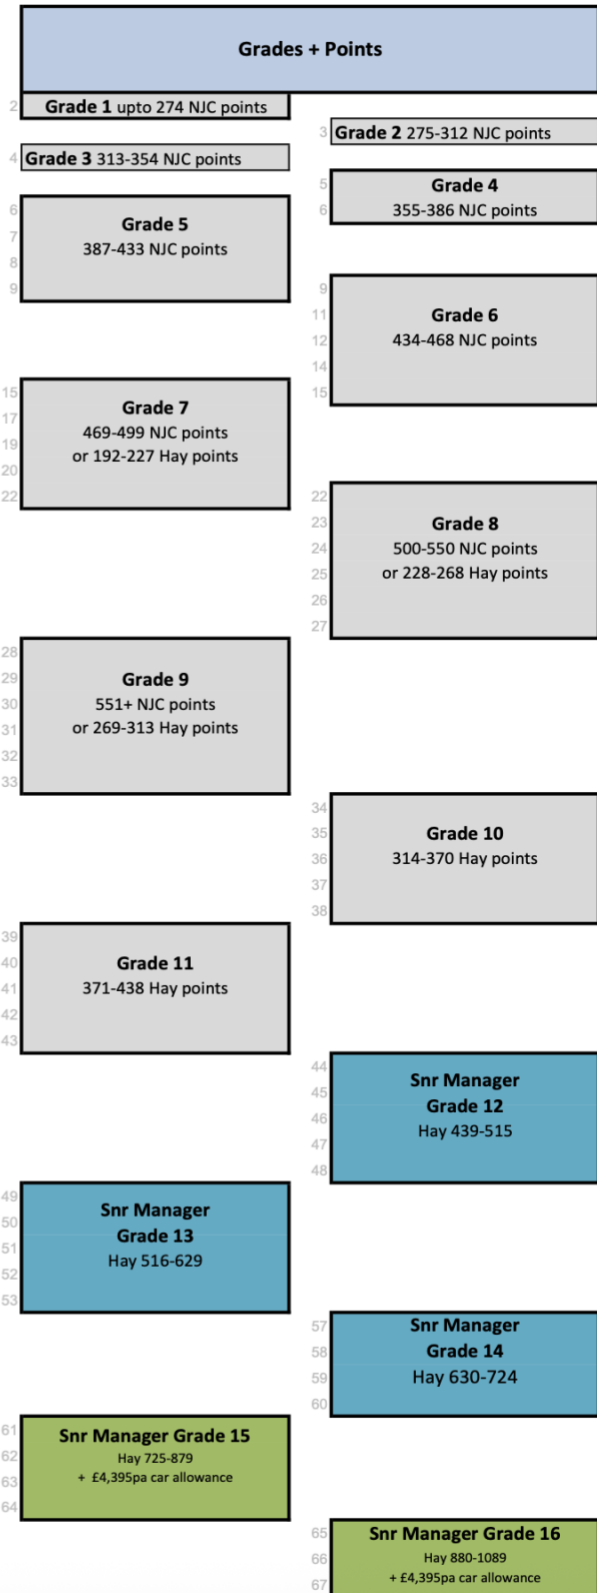 Grades + Points
2
Grade 1 upto 274 NJC points
3
Grade 2 275-312 NJC points
4
Grade 3 313-354 NJC points
5
Grade 4
6
355-386 NJC points
6
Grade 5
7
387-433 NJC points
8
9
9
11
Grade 6
12
434-468 NJC points
14
15
15
Grade 7
17
469-499 NJC points
19
or 192-227 Hay points
20
22
22
23
Grade 8
24
500-550 NJC points
25
or 228-268 Hay points
26
27
28
29
Grade 9
30
551+ NJC points
31
or 269-313 Hay points
32
33
34
35
Grade 10
36
314-370 Hay points
37
38
39
40
Grade 11
41
371-438 Hay points
42
43
44
Snr Manager
45
Grade 12
46
Hay 439-515
47
48
49
Snr Manager
50
Grade 13
51
Hay 516-629
52
53
57
Snr Manager
58
Grade 14
59
Hay 630-724
60
61
Snr Manager Grade 15
62
Hay 725-879
63
+ £4,395pa car allowance
64
65
Snr Manager Grade 16
66
Hay 880-1089
67
+ £4,395pa car allowance